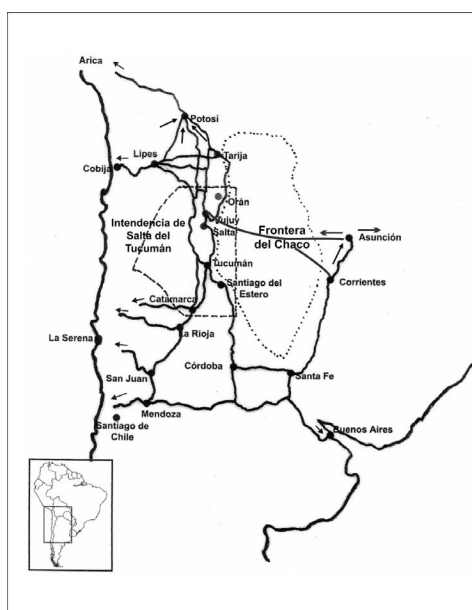 Arica
Potosí
Lipes
Tarija
Cobija
Orán
Intendencia de
Salta del
Tucumán
Jujuy
Salta
Frontera
del Chaco
Asunción
Tucumán
Santiago del
Estero
Corrientes
Catamarca
La Rioja
La Serena
Córdoba
San Juan
Santa Fe
Mendoza
Santiago de
Chile
Buenos Aires